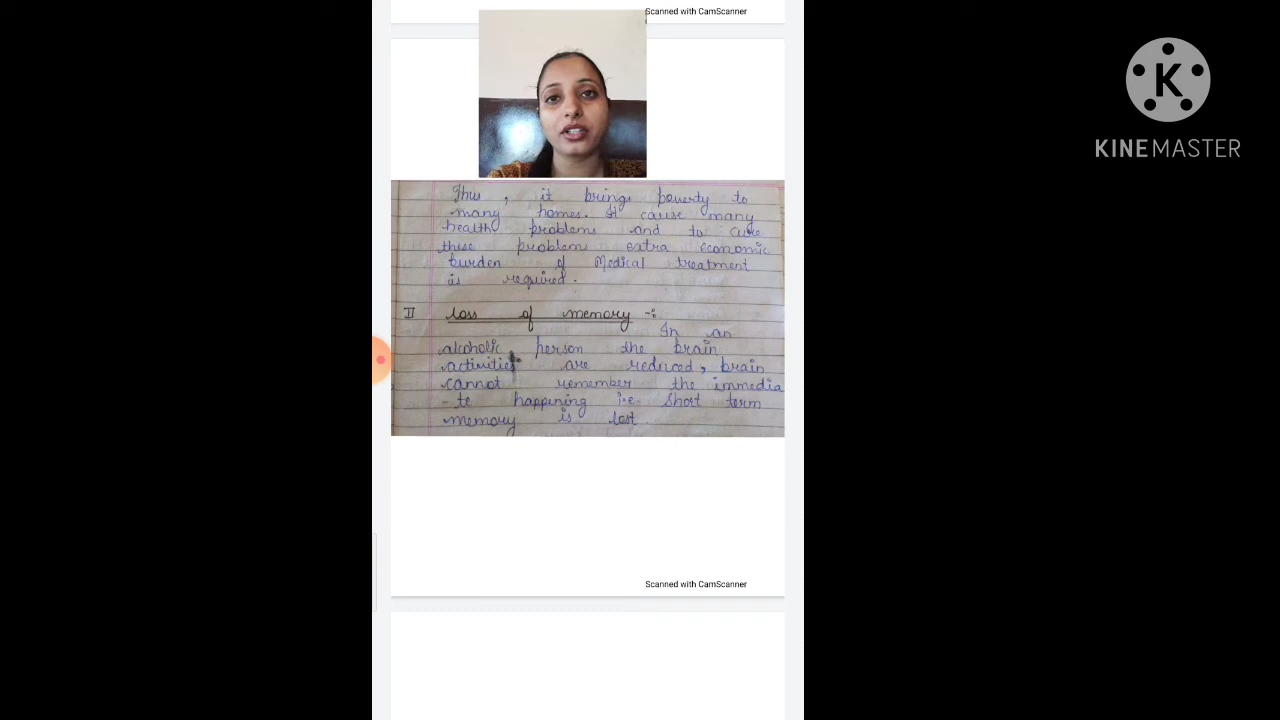 Scanned with CamScanner
KINEMASTER
Thus, it brings poverty to
many homes. It cause many
health problems and to cure
these problems extra economic
burden of Medical treatment
is required.
II loss of memory -:
In an
alcoholic person the brain
activities are reduced, brain
cannot remember the immedia
-te happening i.e. short term
memory is lost
Scanned with CamScanner